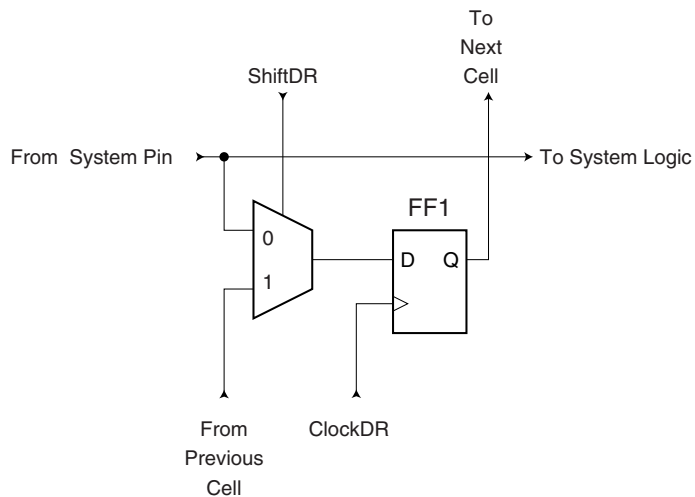 To
Next
Cell
ShiftDR
From System Pin
To System Logic
FF1
0
1
D Q
From
Previous
Cell
ClockDR